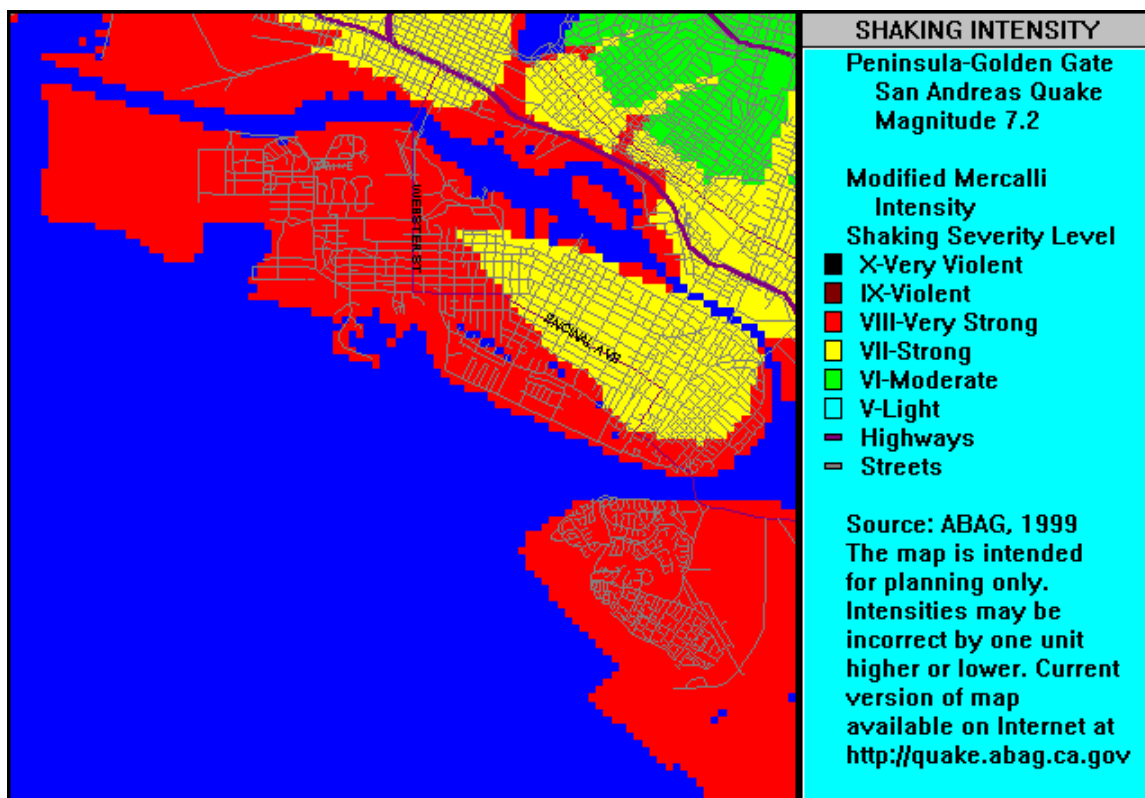 WEBSTER ST
ENCINAL AVE
SHAKING INTENSITY
Peninsula-Golden Gate
San Andreas Quake
Magnitude 7.2
Modified Mercalli
Intensity
Shaking Severity Level
X-Very Violent
IX-Violent
VIII-Very Strong
VII-Strong
VI-Moderate
V-Light
Highways
Streets
Source: ABAG, 1999
The map is intended
for planning only.
Intensities may be
incorrect by one unit
higher or lower. Current
version of map
available on Internet at
http://quake.abag.ca.gov